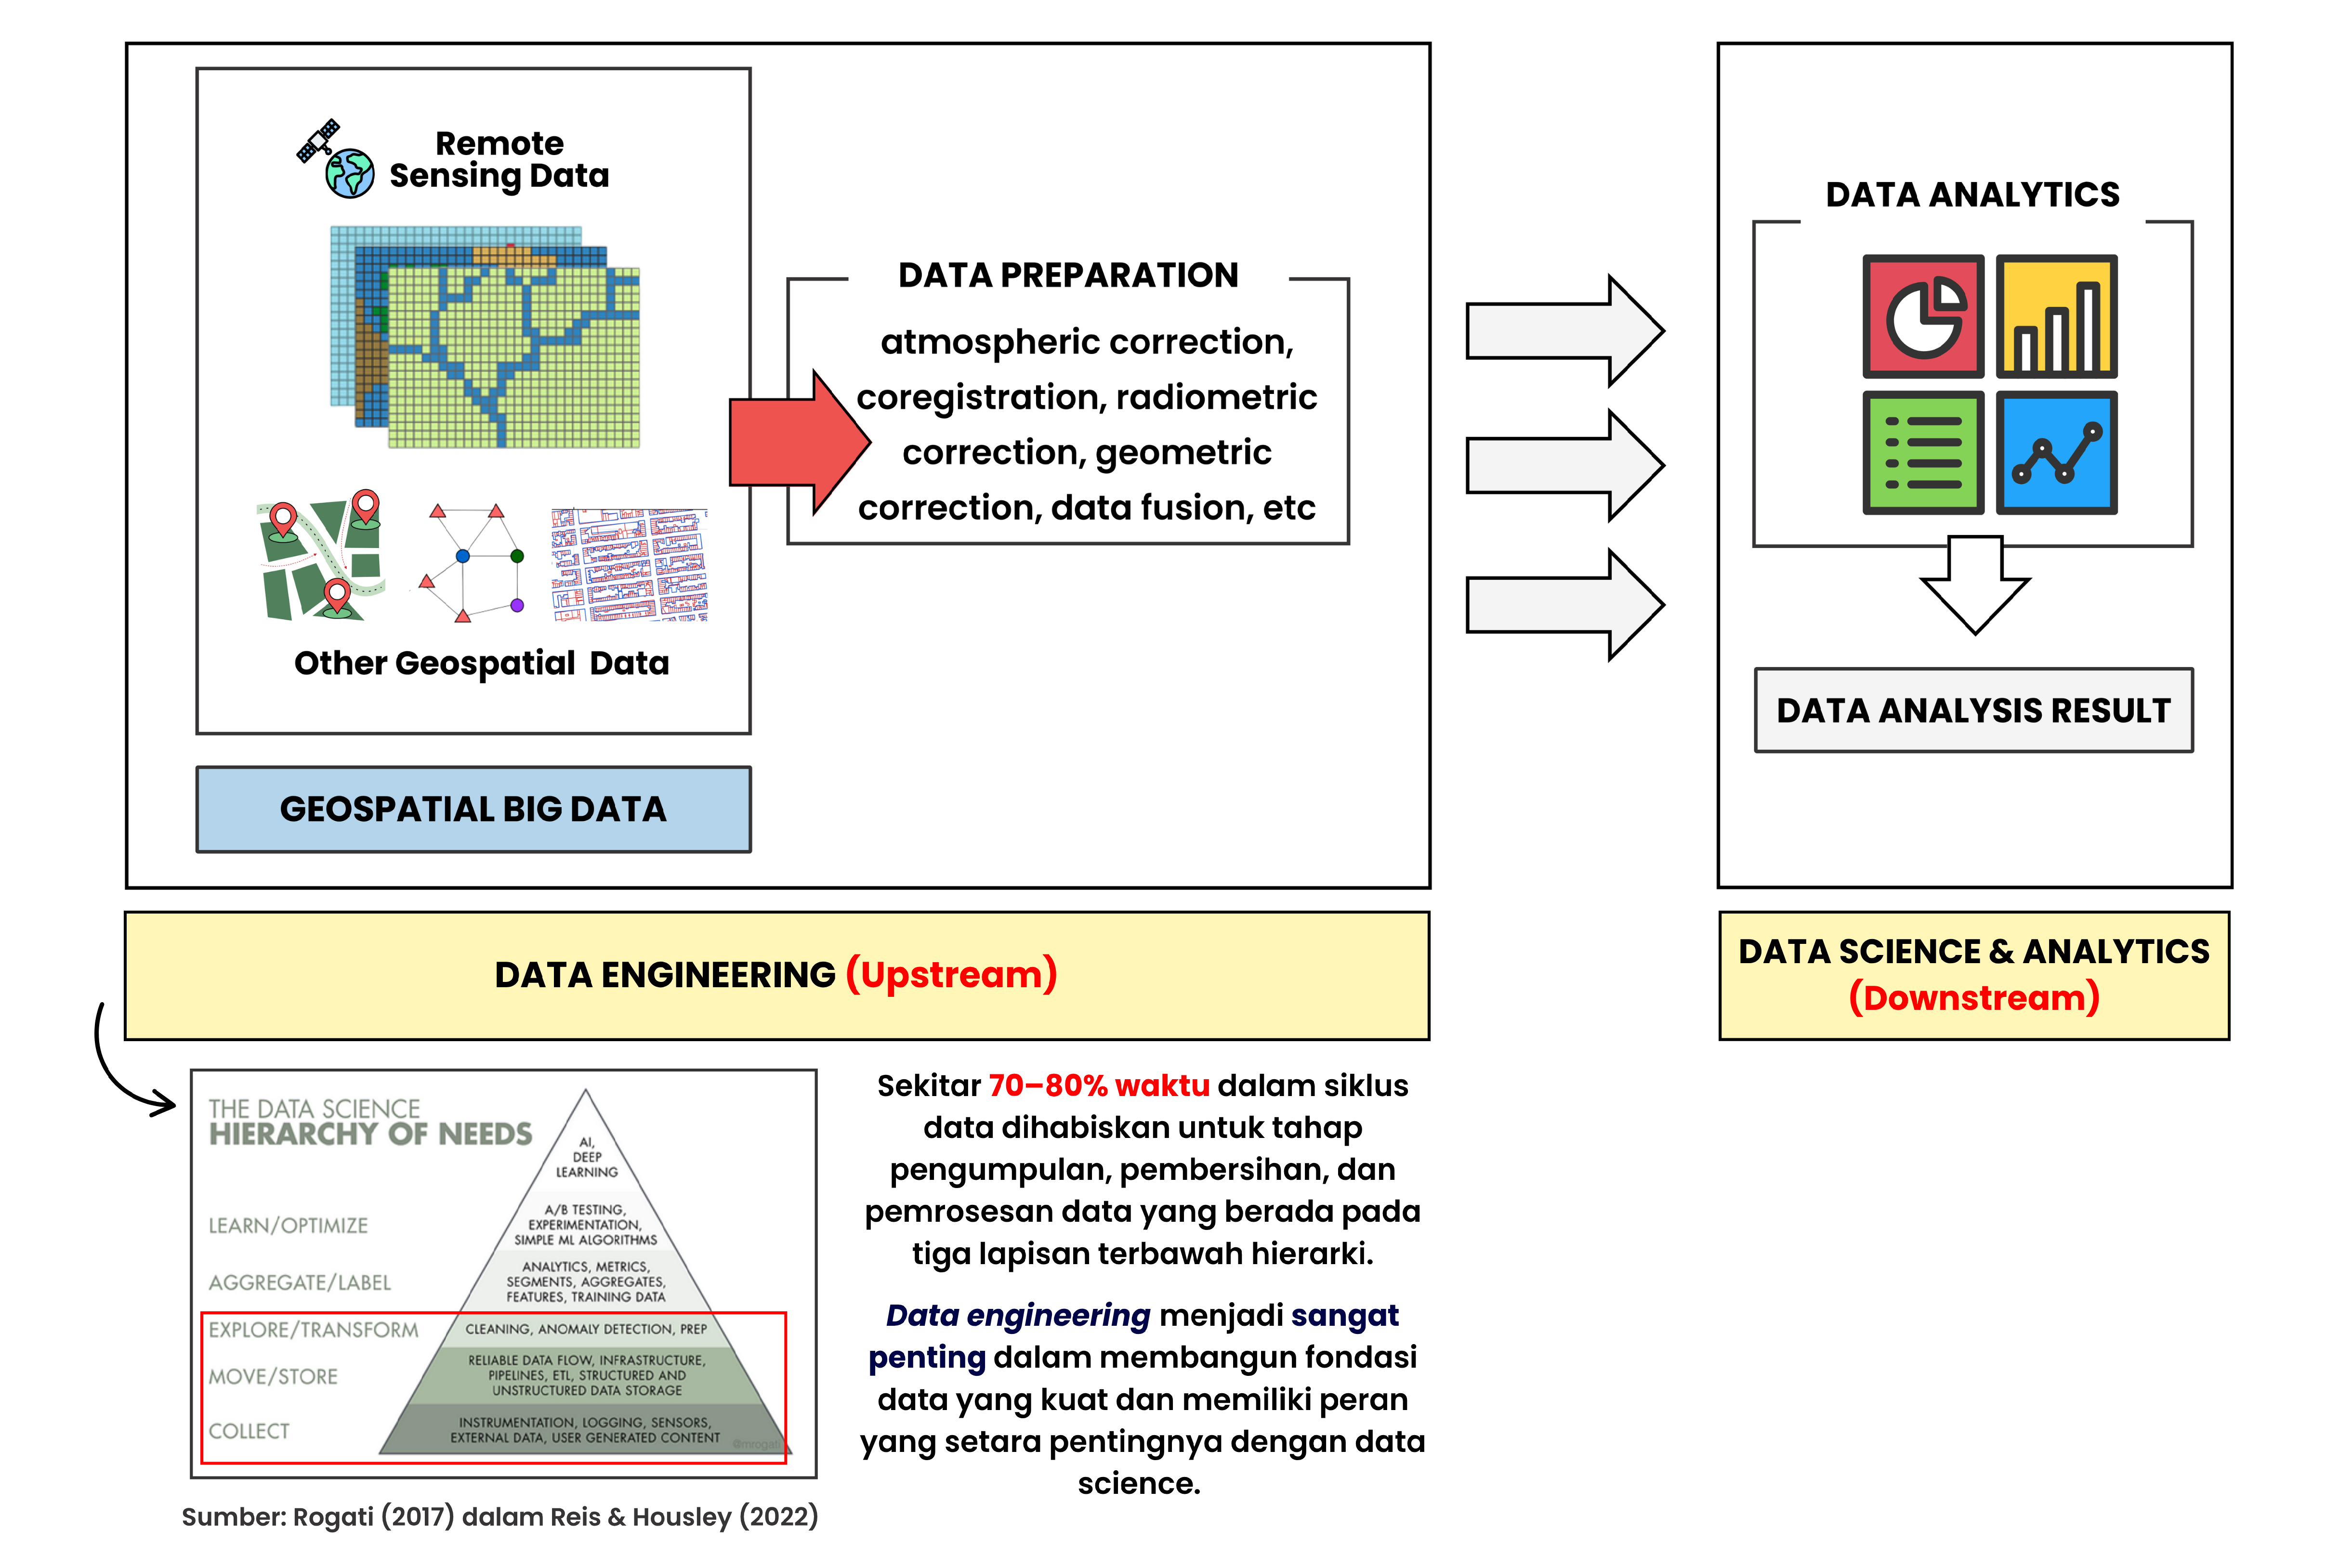 Remote
Sensing Data
Other Geospatial Data
GEOSPATIAL BIG DATA
DATA PREPARATION
atmospheric correction,
coregistration, radiometric
correction, geometric
correction, data fusion, etc
DATA ANALYTICS
DATA ANALYSIS RESULT
DATA ENGINEERING (Upstream)
DATA SCIENCE & ANALYTICS
(Downstream)
THE DATA SCIENCE
HIERARCHY OF NEEDS
AI,
DEEP
LEARNING
LEARN/OPTIMIZE
A/B TESTING,
EXPERIMENTATION,
SIMPLE ML ALGORITHMS
AGGREGATE/LABEL
ANALYTICS, METRICS,
SEGMENTS, AGGREGATES,
FEATURES, TRAINING DATA
EXPLORE/TRANSFORM
CLEANING, ANOMALY DETECTION, PREP
MOVE/STORE
RELIABLE DATA FLOW, INFRASTRUCTURE,
PIPELINES, ETL, STRUCTURED AND
UNSTRUCTURED DATA STORAGE
COLLECT
INSTRUMENTATION, LOGGING, SENSORS,
EXTERNAL DATA, USER GENERATED CONTENT
@mrogati
Sumber: Rogati (2017) dalam Reis & Housley (2022)
Sekitar 70–80% waktu dalam siklus
data dihabiskan untuk tahap
pengumpulan, pembersihan, dan
pemrosesan data yang berada pada
tiga lapisan terbawah hierarki.
Data engineering menjadi sangat
penting dalam membangun fondasi
data yang kuat dan memiliki peran
yang setara pentingnya dengan data
science.